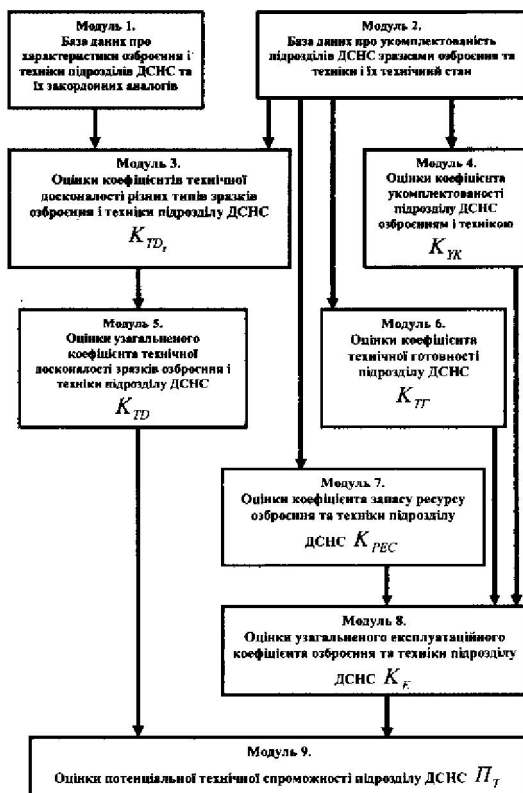 Модуль 1.
База даних про
характеристики озброєння і
техніки підрозділів ДСНС та
їх закордонних аналогів
Модуль 2.
База даних про укомплектованість
підрозділів ДСНС зразками озброєння та
техніки і їх технічний стан
Модуль 3.
Оцінки коефіцієнтів технічної
досконалості різних типів зразків
озброєння і техніки підрозділу ДСНС
K_TD_r
Модуль 4.
Оцінки коефіцієнта
укомплектованості
підрозділу ДСНС
озброєнням і технікою
K_УК
Модуль 5.
Оцінки узагальненого
коефіцієнта технічної
досконалості зразків озброєння і
техніки підрозділу ДСНС
K_TD
Модуль 6.
Оцінки коефіцієнта
технічної готовності
підрозділу ДСНС
K_ТГ
Модуль 7.
Оцінки коефіцієнта запасу ресурсу
озброєння та техніки підрозділу
ДСНС K_РЕС
Модуль 8.
Оцінки узагальненого експлуатаційного
коефіцієнта озброєння та техніки підрозділу
ДСНС K_Е
Модуль 9.
Оцінки потенціальної технічної спроможності підрозділу ДСНС П_Т